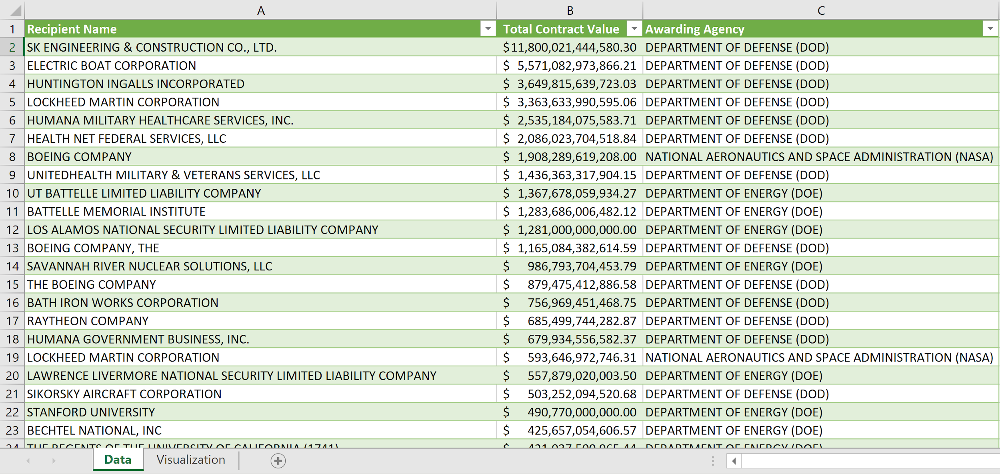 A B C
1 Recipient Name Total Contract Value Awarding Agency
2 SK ENGINEERING & CONSTRUCTION CO., LTD. $11,800,021,444,580.30 DEPARTMENT OF DEFENSE (DOD)
3 ELECTRIC BOAT CORPORATION $ 5,571,082,973,866.21 DEPARTMENT OF DEFENSE (DOD)
4 HUNTINGTON INGALLS INCORPORATED $ 3,649,815,639,723.03 DEPARTMENT OF DEFENSE (DOD)
5 LOCKHEED MARTIN CORPORATION $ 3,363,633,990,595.06 DEPARTMENT OF DEFENSE (DOD)
6 HUMANA MILITARY HEALTHCARE SERVICES, INC. $ 2,535,184,075,583.71 DEPARTMENT OF DEFENSE (DOD)
7 HEALTH NET FEDERAL SERVICES, LLC $ 2,086,023,704,518.84 DEPARTMENT OF DEFENSE (DOD)
8 BOEING COMPANY $ 1,908,289,619,208.00 NATIONAL AERONAUTICS AND SPACE ADMINISTRATION (NASA)
9 UNITEDHEALTH MILITARY & VETERANS SERVICES, LLC $ 1,436,363,317,904.15 DEPARTMENT OF DEFENSE (DOD)
10 UT BATTELLE LIMITED LIABILITY COMPANY $ 1,367,678,059,934.27 DEPARTMENT OF ENERGY (DOE)
11 BATTELLE MEMORIAL INSTITUTE $ 1,283,686,006,482.12 DEPARTMENT OF ENERGY (DOE)
12 LOS ALAMOS NATIONAL SECURITY LIMITED LIABILITY COMPANY $ 1,281,000,000,000.00 DEPARTMENT OF ENERGY (DOE)
13 BOEING COMPANY, THE $ 1,165,084,382,614.59 DEPARTMENT OF DEFENSE (DOD)
14 SAVANNAH RIVER NUCLEAR SOLUTIONS, LLC $ 986,793,704,453.79 DEPARTMENT OF ENERGY (DOE)
15 THE BOEING COMPANY $ 879,475,412,886.58 DEPARTMENT OF DEFENSE (DOD)
16 BATH IRON WORKS CORPORATION $ 756,969,451,468.75 DEPARTMENT OF DEFENSE (DOD)
17 RAYTHEON COMPANY $ 685,499,744,282.87 DEPARTMENT OF DEFENSE (DOD)
18 HUMANA GOVERNMENT BUSINESS, INC. $ 679,934,556,582.37 DEPARTMENT OF DEFENSE (DOD)
19 LOCKHEED MARTIN CORPORATION $ 593,646,972,746.31 NATIONAL AERONAUTICS AND SPACE ADMINISTRATION (NASA)
20 LAWRENCE LIVERMORE NATIONAL SECURITY LIMITED LIABILITY COMPANY $ 557,879,020,003.50 DEPARTMENT OF ENERGY (DOE)
21 SIKORSKY AIRCRAFT CORPORATION $ 503,252,094,520.68 DEPARTMENT OF DEFENSE (DOD)
22 STANFORD UNIVERSITY $ 490,770,000,000.00 DEPARTMENT OF ENERGY (DOE)
23 BECHTEL NATIONAL, INC $ 425,657,054,606.57 DEPARTMENT OF ENERGY (DOE)
24 THE REGENTS OF THE UNIVERSITY OF CALIFORNIA (1741) $ DEPARTMENT OF ENERGY (DOE)
Data Visualization